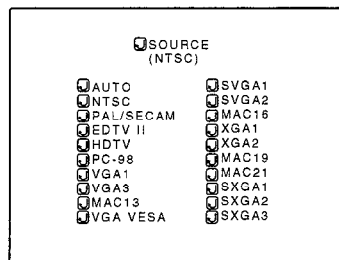 SOURCE
(NTSC)
AUTO
NTSC
PAL/SECAM
EDTV II
HDTV
PC-98
VGA1
VGA3
MAC13
VGA VESA
SVGA1
SVGA2
MAC16
XGA1
XGA2
MAC19
MAC21
SXGA1
SXGA2
SXGA3